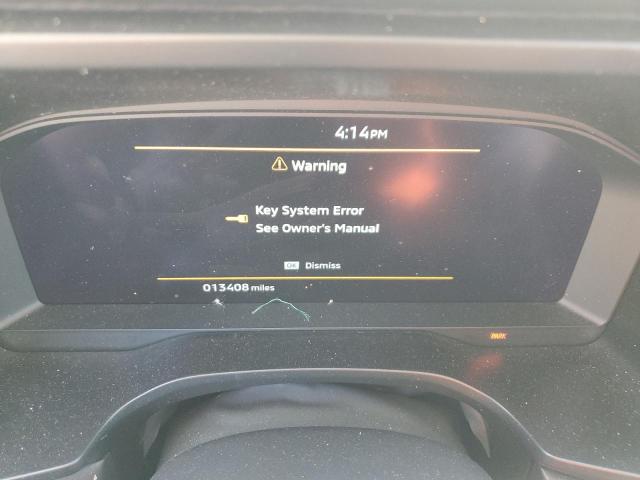 4:14PM
Warning
Key System Error
See Owner's Manual
OK Dismiss
013408 miles
PARK